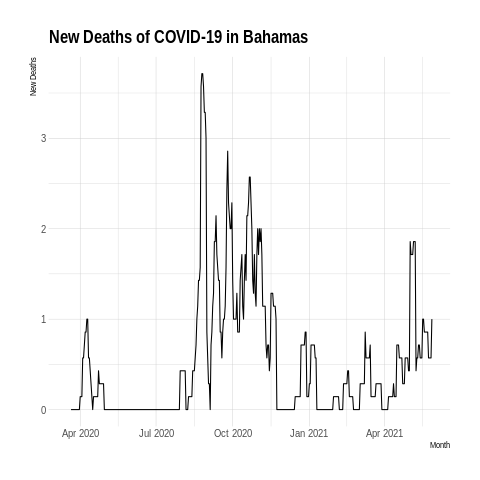 New Deaths of COVID-19 in Bahamas
New Deaths
3
2
1
0
Apr 2020 Jul 2020 Oct 2020 Jan 2021 Apr 2021
Month